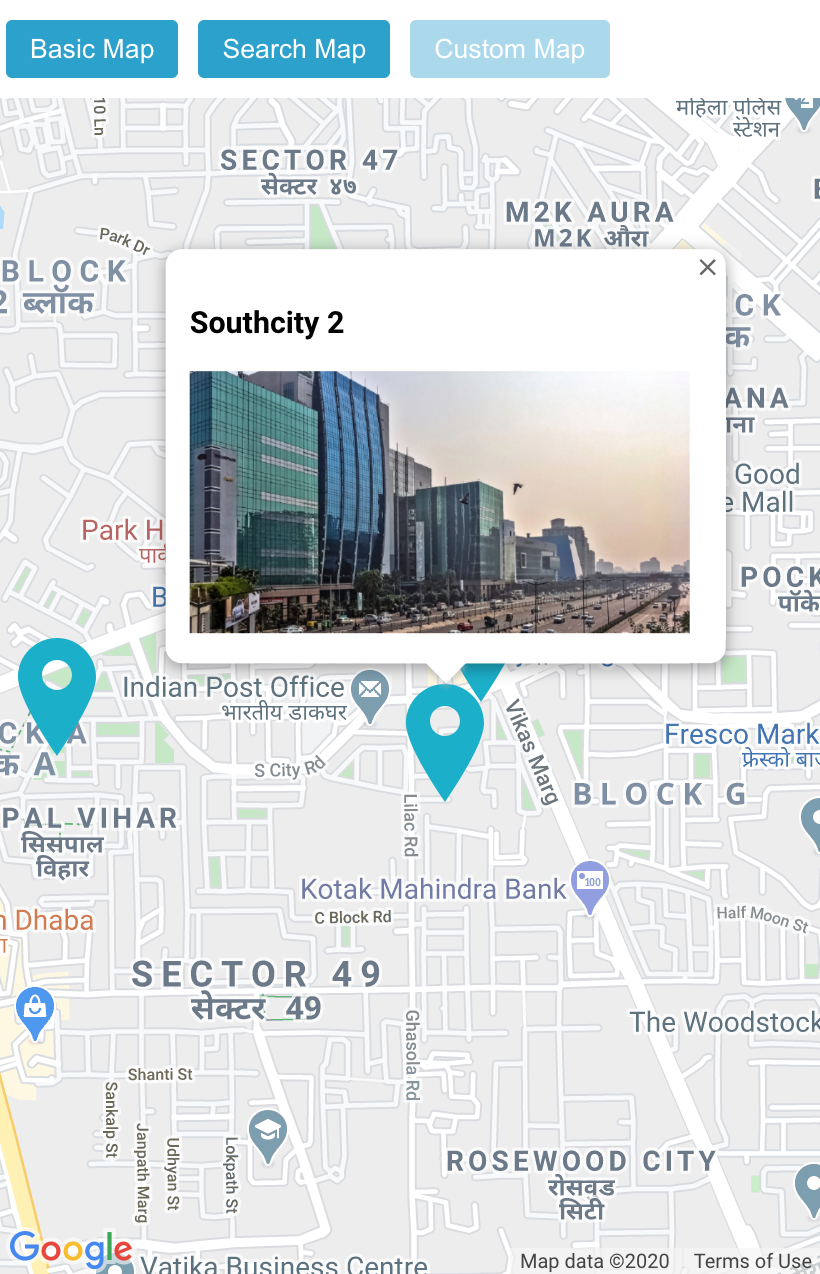 Basic Map
Search Map
Custom Map
10 Ln
महिला पुलिस
स्टेशन
SECTOR 47
सेक्टर ४७
M2K AURA
M2K औरा
Park Dr
BLOCK
2 ब्लॉक
CK
क
Southcity 2
ANA
ाना
Good
e Mall
Park H
पार्क
B
POCK
पॉके
Indian Post Office
भारतीय डाकघर
CK A
क A
Vikas Marg
Fresco Mark
फ्रेस्को बाज
S City Rd
BLOCK G
Lilac Rd
PAL VIHAR
सिसपाल
विहार
Kotak Mahindra Bank
100
n Dhaba
C Block Rd
Half Moon St
SECTOR 49
सेक्टर 49
The Woodstock
Ghasola Rd
Shanti St
Sankalp St
Janpath Marg
Udhyan St
Lokpath St
ROSEWOOD CITY
रोसवुड
सिटी
Google
Vatika Business Centre
Map data ©2020
Terms of Use